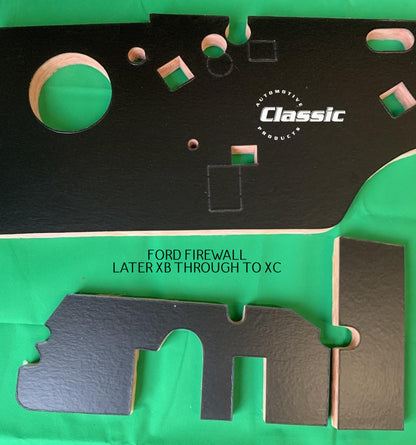 AUTOMOTIVE
Classic
PRODUCTS
FORD FIREWALL
LATER XB THROUGH TO XC